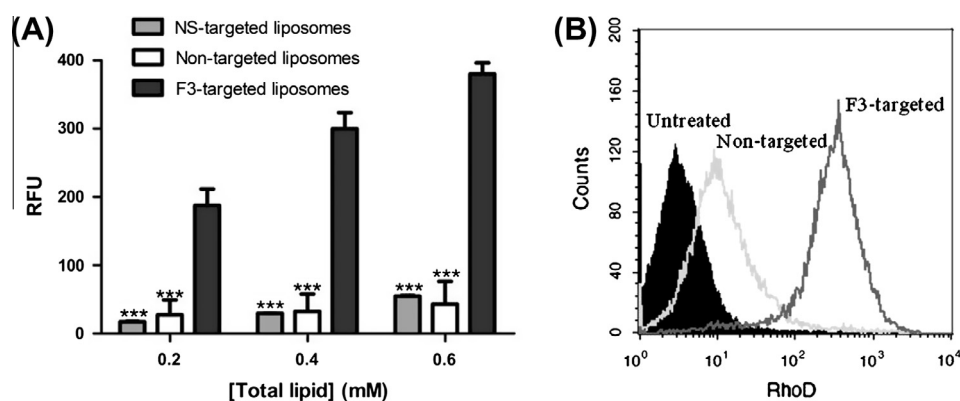 (A)
NS-targeted liposomes
Non-targeted liposomes
F3-targeted liposomes
RFU
400
300
200
100
0
***
***
***
***
***
***
0.2
0.4
0.6
[Total lipid] (mM)
(B)
Counts
200
160
120
80
40
0
Untreated
Non-targeted
F3-targeted
10⁰
10¹
10²
10³
10⁴
RhoD